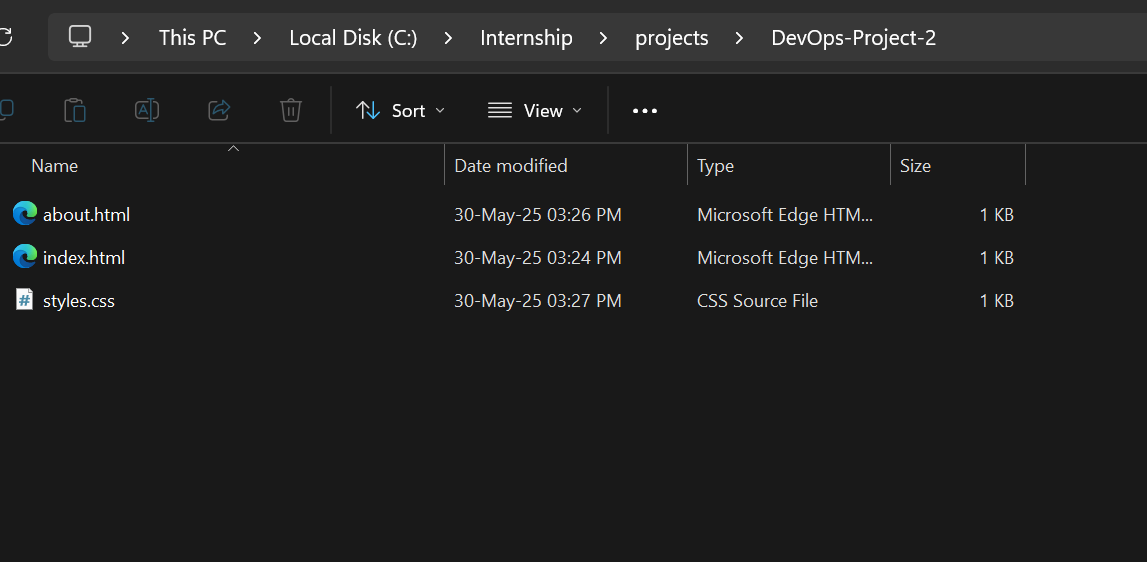 This PC > Local Disk (C:) > Internship > projects > DevOps-Project-2
Sort View
Name Date modified Type Size
about.html 30-May-25 03:26 PM Microsoft Edge HTM... 1 KB
index.html 30-May-25 03:24 PM Microsoft Edge HTM... 1 KB
styles.css 30-May-25 03:27 PM CSS Source File 1 KB